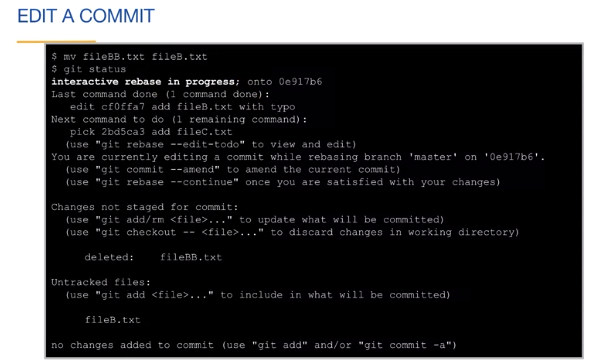 EDIT A COMMIT
$ mv fileBB.txt fileB.txt
$ git status
interactive rebase in progress; onto 0e917b6
Last command done (1 command done):
edit cf0ffa7 add fileB.txt with typo
Next command to do (1 remaining command):
pick 2bd5ca3 add fileC.txt
(use "git rebase --edit-todo" to view and edit)
You are currently editing a commit while rebasing branch 'master' on '0e917b6'.
(use "git commit --amend" to amend the current commit)
(use "git rebase --continue" once you are satisfied with your changes)
Changes not staged for commit:
(use "git add/rm <file>..." to update what will be committed)
(use "git checkout -- <file>..." to discard changes in working directory)
deleted: fileBB.txt
Untracked files:
(use "git add <file>..." to include in what will be committed)
fileB.txt
no changes added to commit (use "git add" and/or "git commit -a")